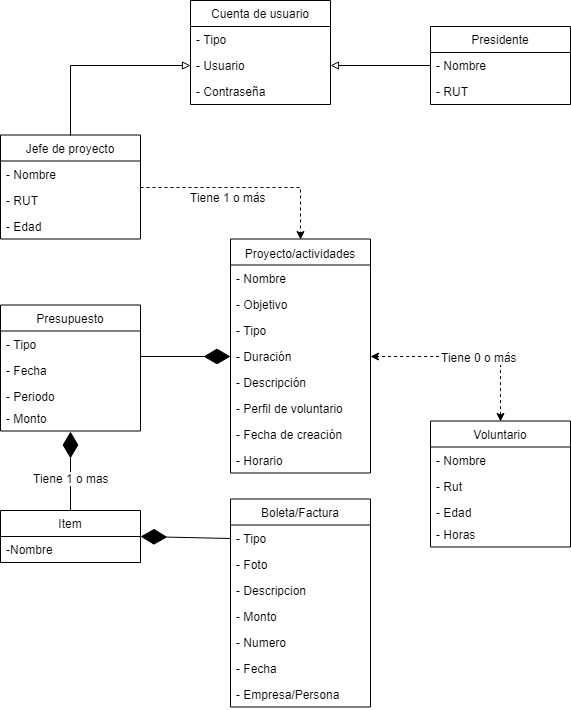 Cuenta de usuario
- Tipo
- Usuario
- Contraseña
Presidente
- Nombre
- RUT
Jefe de proyecto
- Nombre
- RUT
- Edad
Tiene 1 o más
Proyecto/actividades
- Nombre
- Objetivo
- Tipo
- Duración
- Descripción
- Perfil de voluntario
- Fecha de creación
- Horario
Presupuesto
- Tipo
- Fecha
- Periodo
- Monto
Tiene 0 o más
Voluntario
- Nombre
- Rut
- Edad
- Horas
Tiene 1 o mas
Item
-Nombre
Boleta/Factura
- Tipo
- Foto
- Descripcion
- Monto
- Numero
- Fecha
- Empresa/Persona